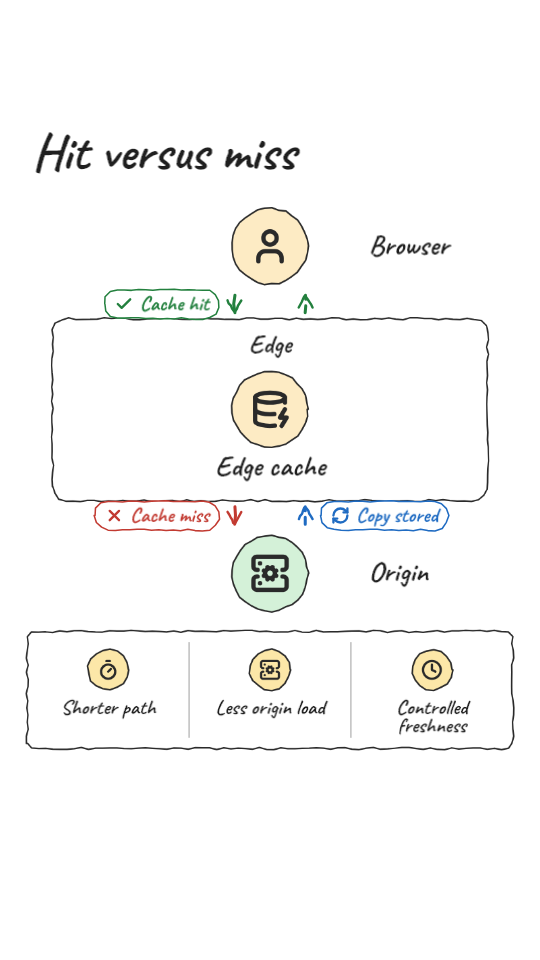 Hit versus miss
Browser
Cache hit
Edge
Edge cache
Cache miss
Copy stored
Origin
Shorter path
Less origin load
Controlled
freshness